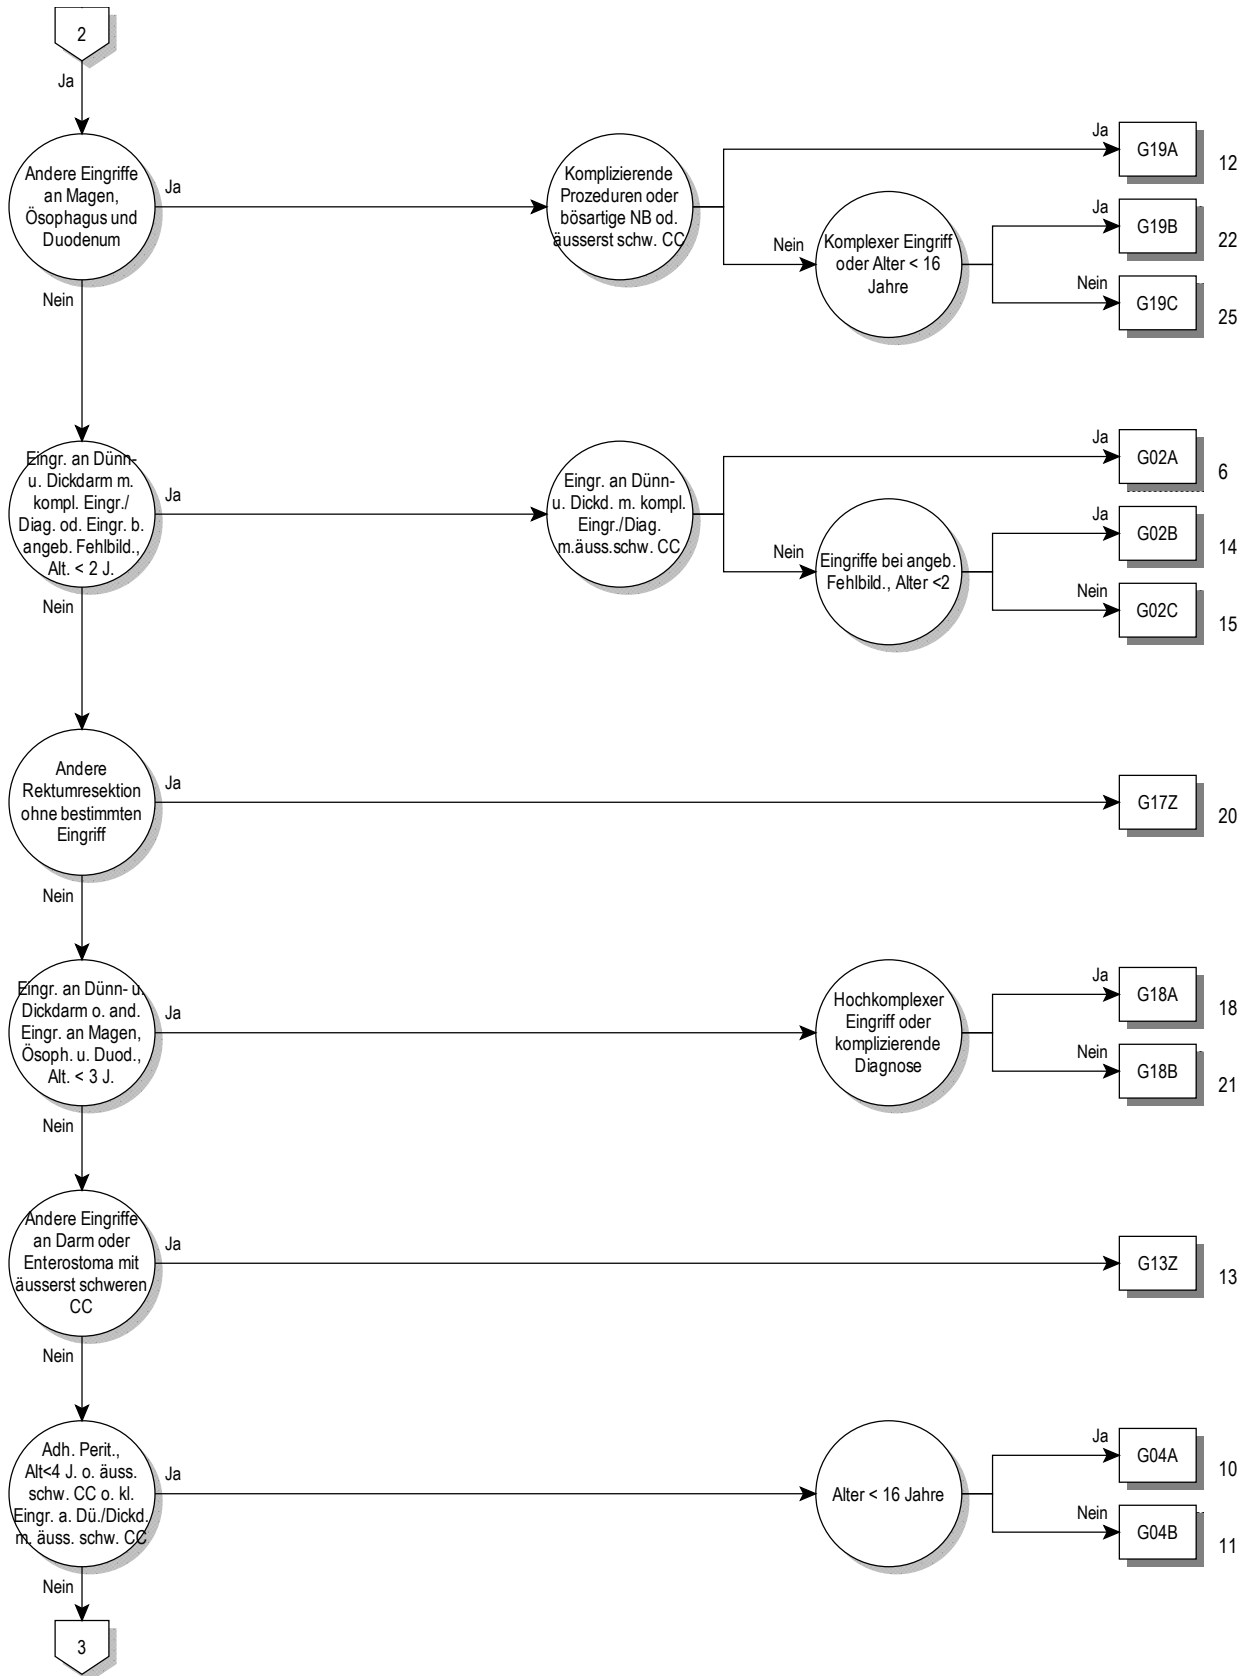 2
Ja
Andere Eingriffe
an Magen,
Ösophagus und
Duodenum
Ja
Komplizierende
Prozeduren oder
bösartige NB od.
äusserst schw. CC
Ja
G19A
12
Nein
Komplexer Eingriff
oder Alter < 16
Jahre
Ja
G19B
22
Nein
G19C
25
Nein
Eingr. an Dünn-
u. Dickdarm m.
kompl. Eingr./
Diag. od. Eingr. b.
angeb. Fehlbild.,
Alt. < 2 J.
Ja
Eingr. an Dünn-
u. Dickd. m. kompl.
Eingr./Diag.
m.äuss.schw. CC
Ja
G02A
6
Nein
Eingriffe bei angeb.
Fehlbild., Alter <2
Ja
G02B
14
Nein
G02C
15
Nein
Andere
Rektumresektion
ohne bestimmten
Eingriff
Ja
G17Z
20
Nein
Eingr. an Dünn- u.
Dickdarm o. and.
Eingr. an Magen,
Ösoph. u. Duod.,
Alt. < 3 J.
Ja
Hochkomplexer
Eingriff oder
komplizierende
Diagnose
Ja
G18A
18
Nein
G18B
21
Nein
Andere Eingriffe
an Darm oder
Enterostoma mit
äusserst schweren
CC
Ja
G13Z
13
Nein
Adh. Perit.,
Alt<4 J. o. äuss.
schw. CC o. kl.
Eingr. a. Dü./Dickd.
m. äuss. schw. CC
Ja
Alter < 16 Jahre
Ja
G04A
10
Nein
G04B
11
Nein
3